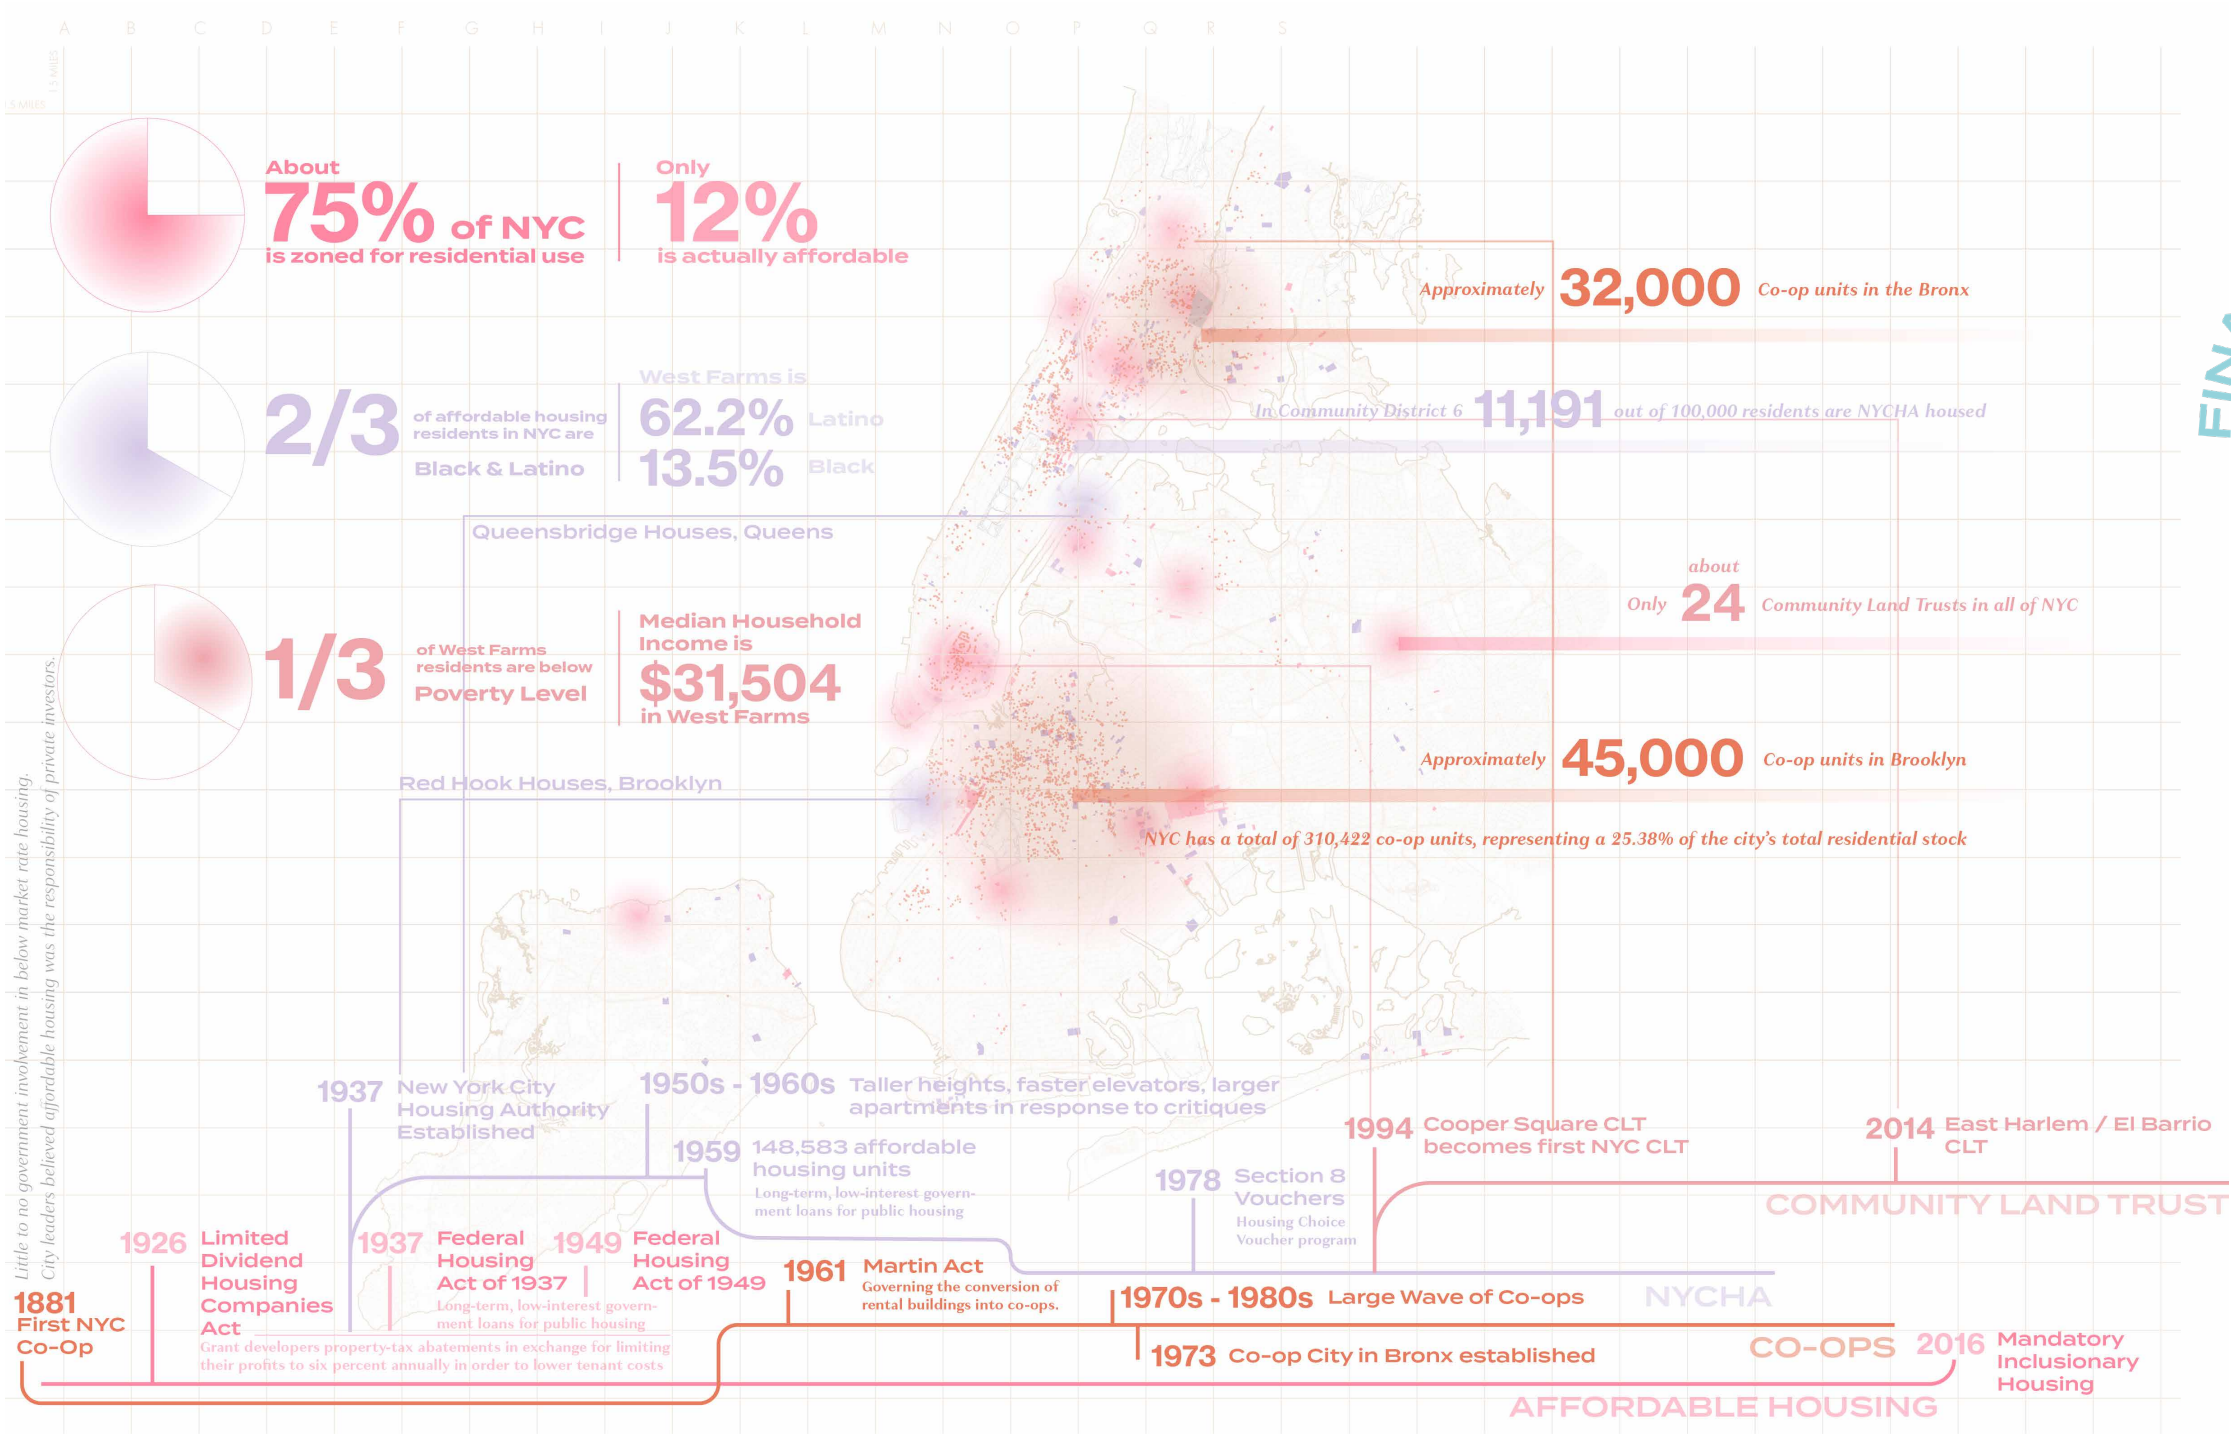 A B C D E F G H I J K L M N O P Q R S
1.5 MILES
1.5 MILES
About
75% of NYC
is zoned for residential use
Only
12%
is actually affordable
2/3
of affordable housing
residents in NYC are
Black & Latino
West Farms is
62.2% Latino
13.5% Black
Queensbridge Houses, Queens
1/3
of West Farms
residents are below
Poverty Level
Median Household
Income is
$31,504
in West Farms
Red Hook Houses, Brooklyn
Approximately 32,000 Co-op units in the Bronx
In Community District 6 11,191 out of 100,000 residents are NYCHA housed
about
Only 24 Community Land Trusts in all of NYC
Approximately 45,000 Co-op units in Brooklyn
NYC has a total of 310,422 co-op units, representing a 25.38% of the city's total residential stock
Little to no government involvement in below market rate housing.
City leaders believed affordable housing was the responsibility of private investors.
1937 New York City
Housing Authority
Established
1950s - 1960s Taller heights, faster elevators, larger
apartments in response to critiques
1959 148,583 affordable
housing units
Long-term, low-interest govern-
ment loans for public housing
1978 Section 8
Vouchers
Housing Choice
Voucher program
1994 Cooper Square CLT
becomes first NYC CLT
2014 East Harlem / El Barrio
CLT
COMMUNITY LAND TRUST
1926 Limited
Dividend
Housing
Companies
Act
Grant developers property-tax abatements in exchange for limiting
their profits to six percent annually in order to lower tenant costs
1937 Federal
Housing
Act of 1937
Long-term, low-interest govern-
ment loans for public housing
1949 Federal
Housing
Act of 1949
1961 Martin Act
Governing the conversion of
rental buildings into co-ops.
1970s - 1980s Large Wave of Co-ops
NYCHA
1881
First NYC
Co-Op
1973 Co-op City in Bronx established
CO-OPS
2016 Mandatory
Inclusionary
Housing
AFFORDABLE HOUSING